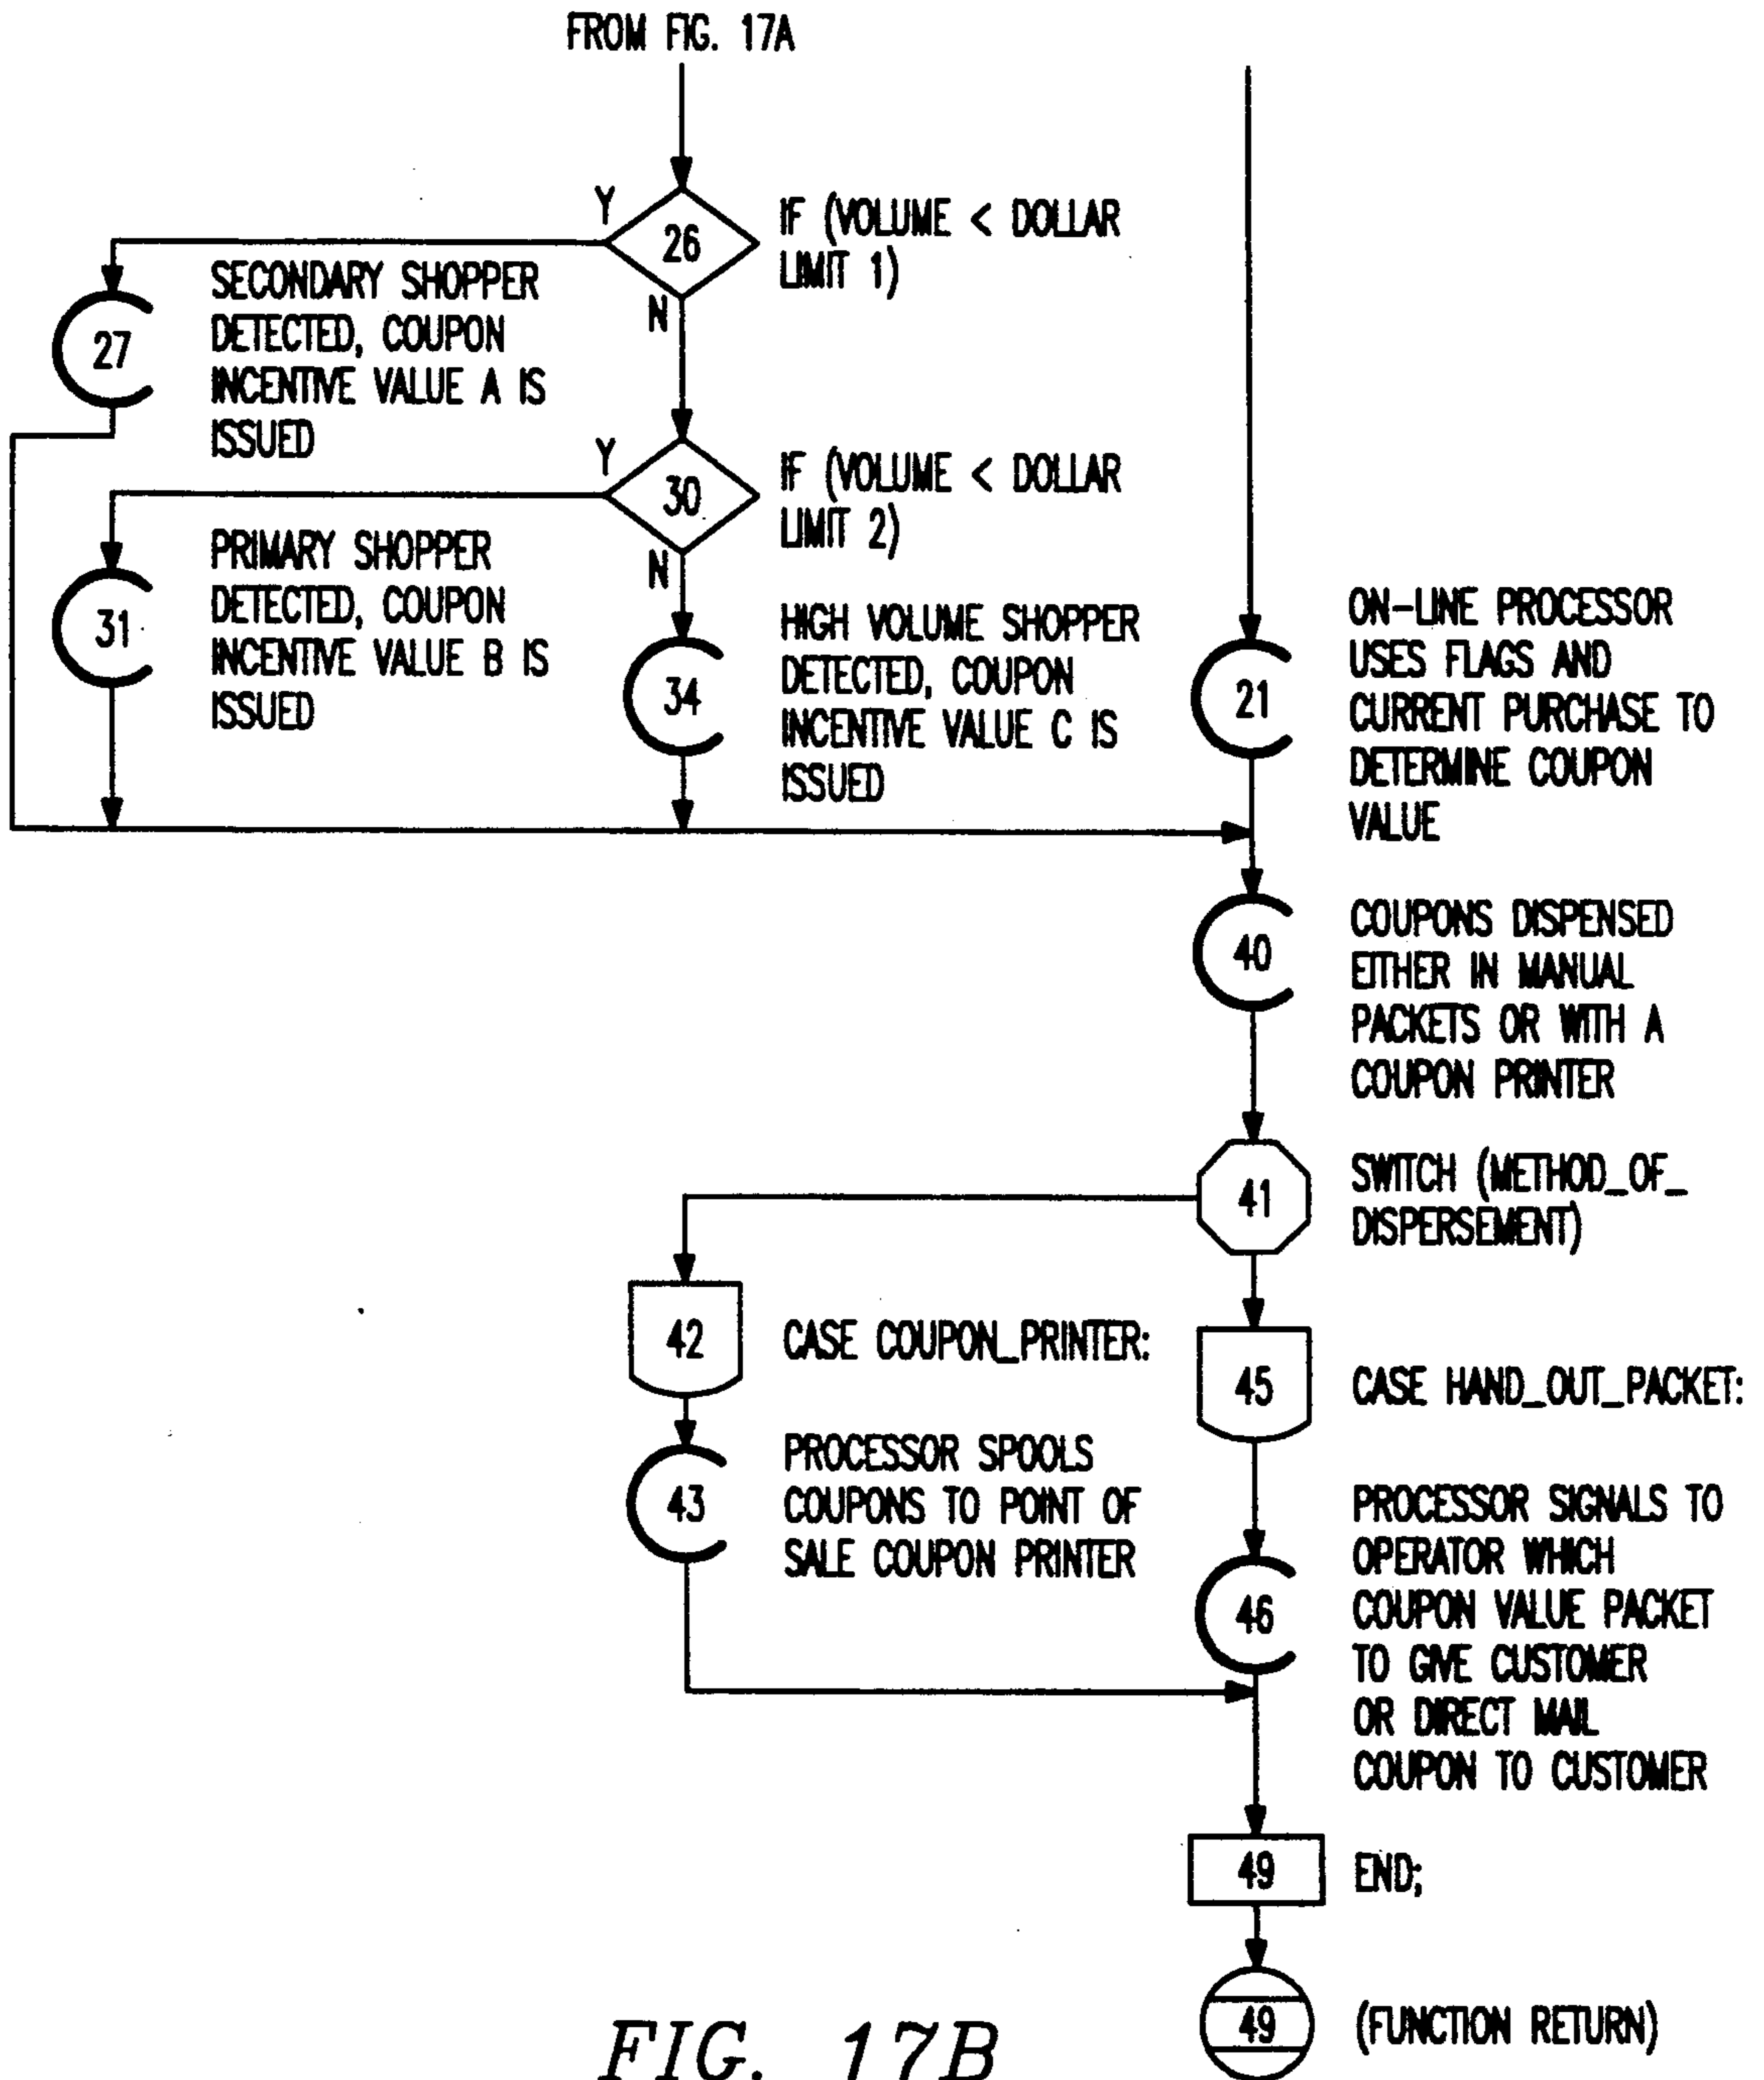 FROM FIG. 17A
Y
26
IF (VOLUME < DOLLAR
LIMIT 1)
N
27
SECONDARY SHOPPER
DETECTED, COUPON
INCENTIVE VALUE A IS
ISSUED
Y
30
IF (VOLUME < DOLLAR
LIMIT 2)
N
31
PRIMARY SHOPPER
DETECTED, COUPON
INCENTIVE VALUE B IS
ISSUED
34
HIGH VOLUME SHOPPER
DETECTED, COUPON
INCENTIVE VALUE C IS
ISSUED
21
ON-LINE PROCESSOR
USES FLAGS AND
CURRENT PURCHASE TO
DETERMINE COUPON
VALUE
40
COUPONS DISPENSED
EITHER IN MANUAL
PACKETS OR WITH A
COUPON PRINTER
41
SWITCH (METHOD_OF_
DISPERSEMENT)
42
CASE COUPON_PRINTER:
45
CASE HAND_OUT_PACKET:
43
PROCESSOR SPOOLS
COUPONS TO POINT OF
SALE COUPON PRINTER
46
PROCESSOR SIGNALS TO
OPERATOR WHICH
COUPON VALUE PACKET
TO GIVE CUSTOMER
OR DIRECT MAIL
COUPON TO CUSTOMER
49
END;
49
(FUNCTION RETURN)
FIG. 17B